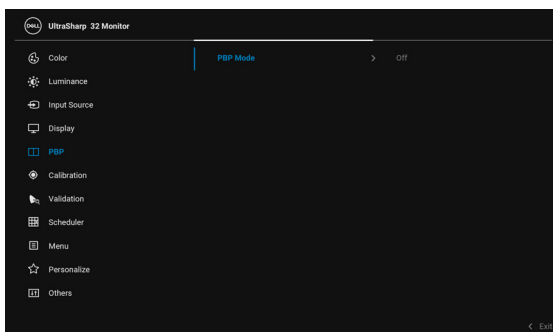 DELL UltraSharp 32 Monitor
Color
PBP Mode Off
Luminance
Input Source
Display
PBP
Calibration
Validation
Scheduler
Menu
Personalize
Others
Exit